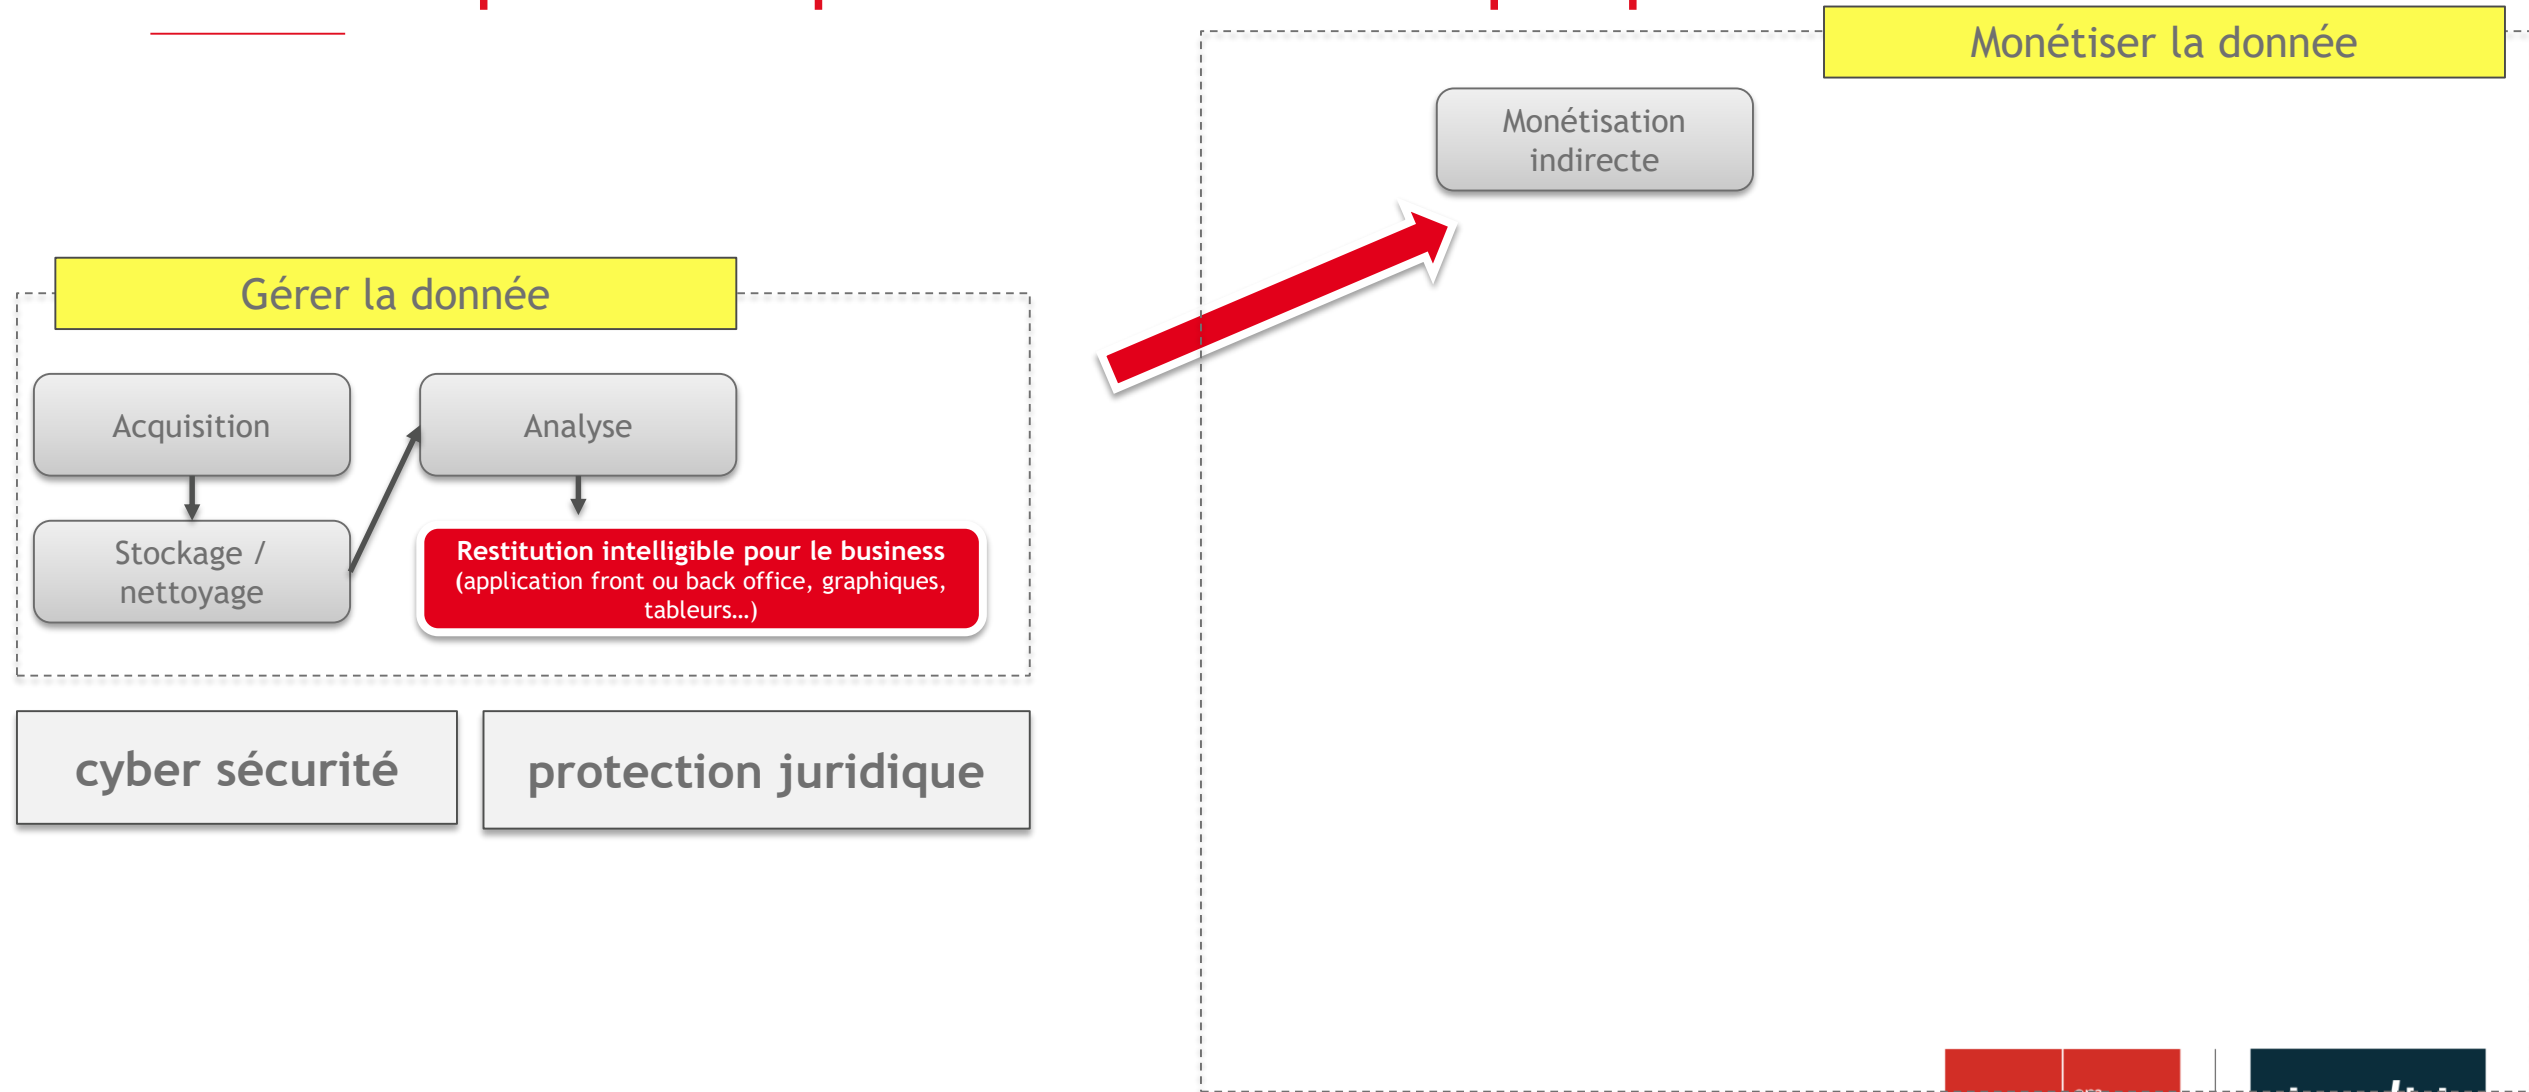 Monétiser la donnée
Monétisation
indirecte
Gérer la donnée
Acquisition
Analyse
Stockage /
nettoyage
Restitution intelligible pour le business
(application front ou back office, graphiques,
tableurs…)
cyber sécurité
protection juridique